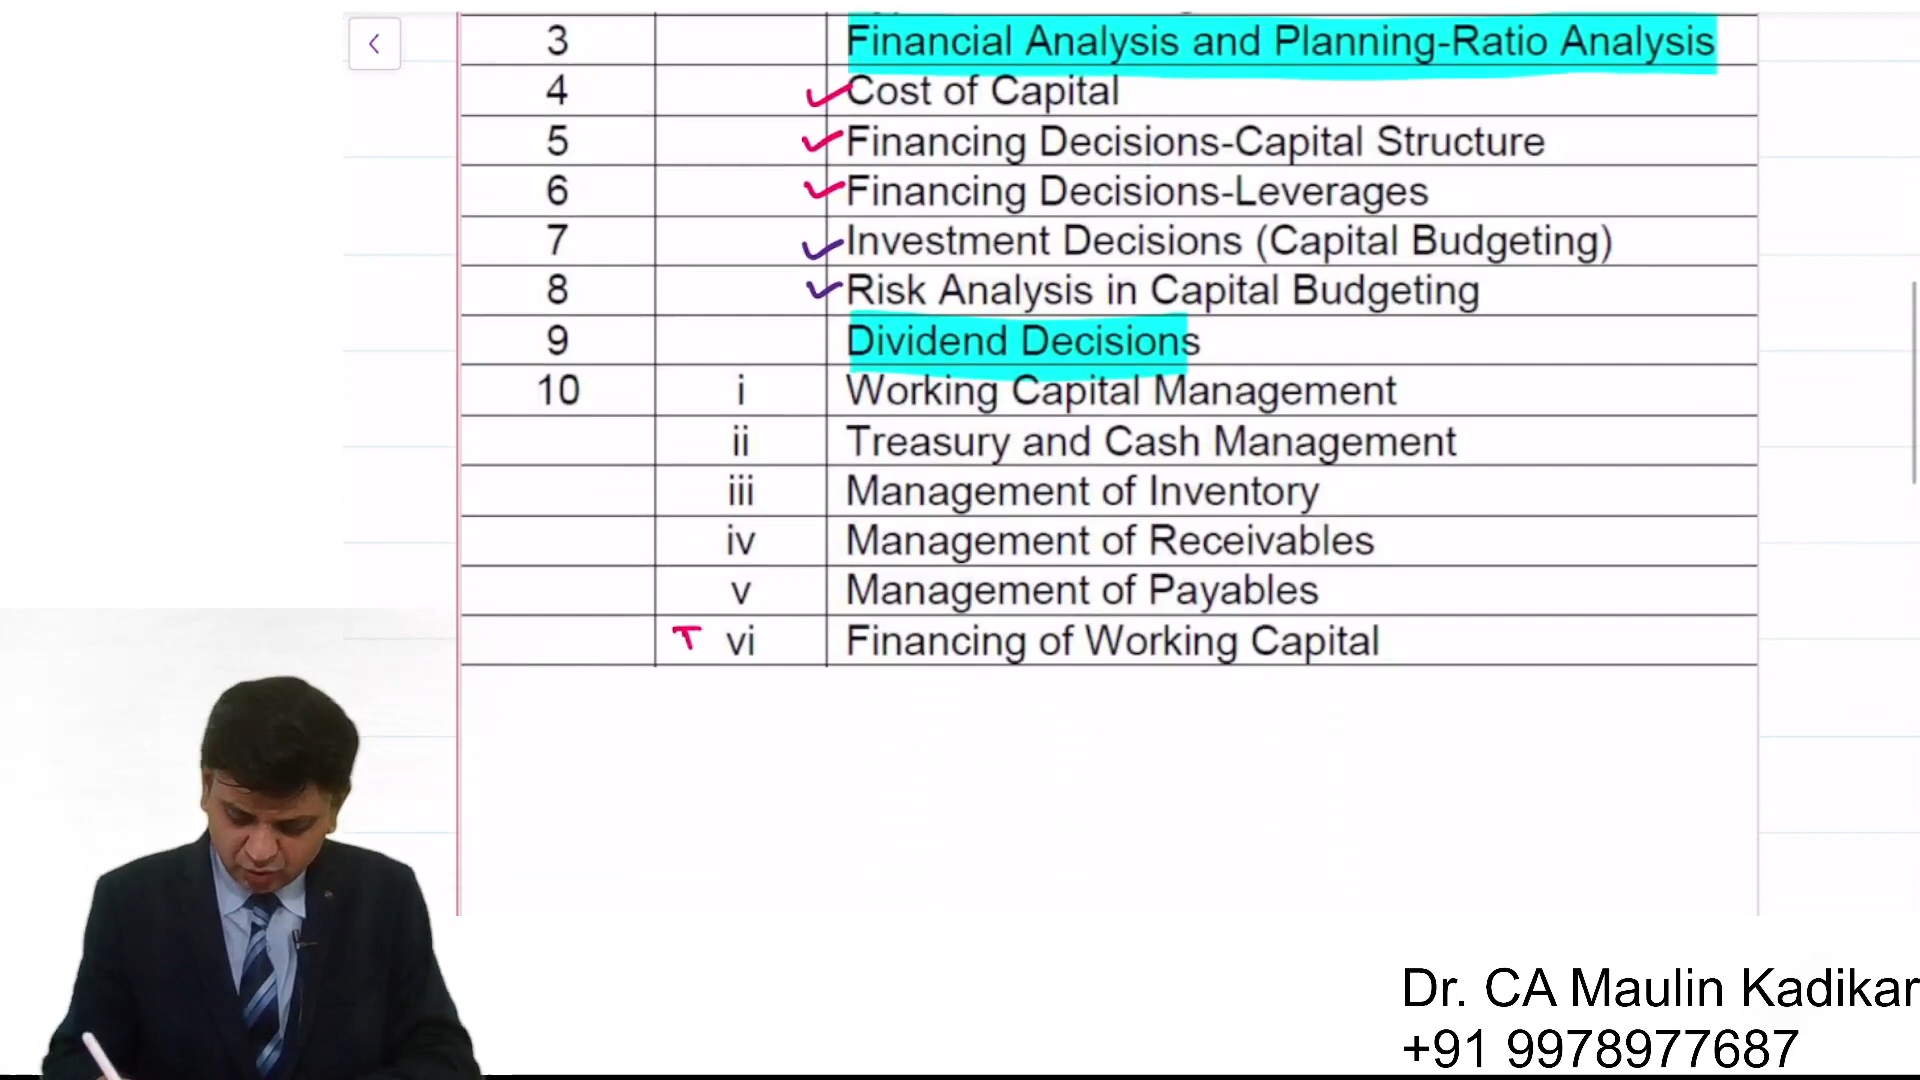 3 Financial Analysis and Planning-Ratio Analysis
4 Cost of Capital
5 Financing Decisions-Capital Structure
6 Financing Decisions-Leverages
7 Investment Decisions (Capital Budgeting)
8 Risk Analysis in Capital Budgeting
9 Dividend Decisions
10 i Working Capital Management
ii Treasury and Cash Management
iii Management of Inventory
iv Management of Receivables
v Management of Payables
T vi Financing of Working Capital
Dr. CA Maulin Kadikar
+91 9978977687